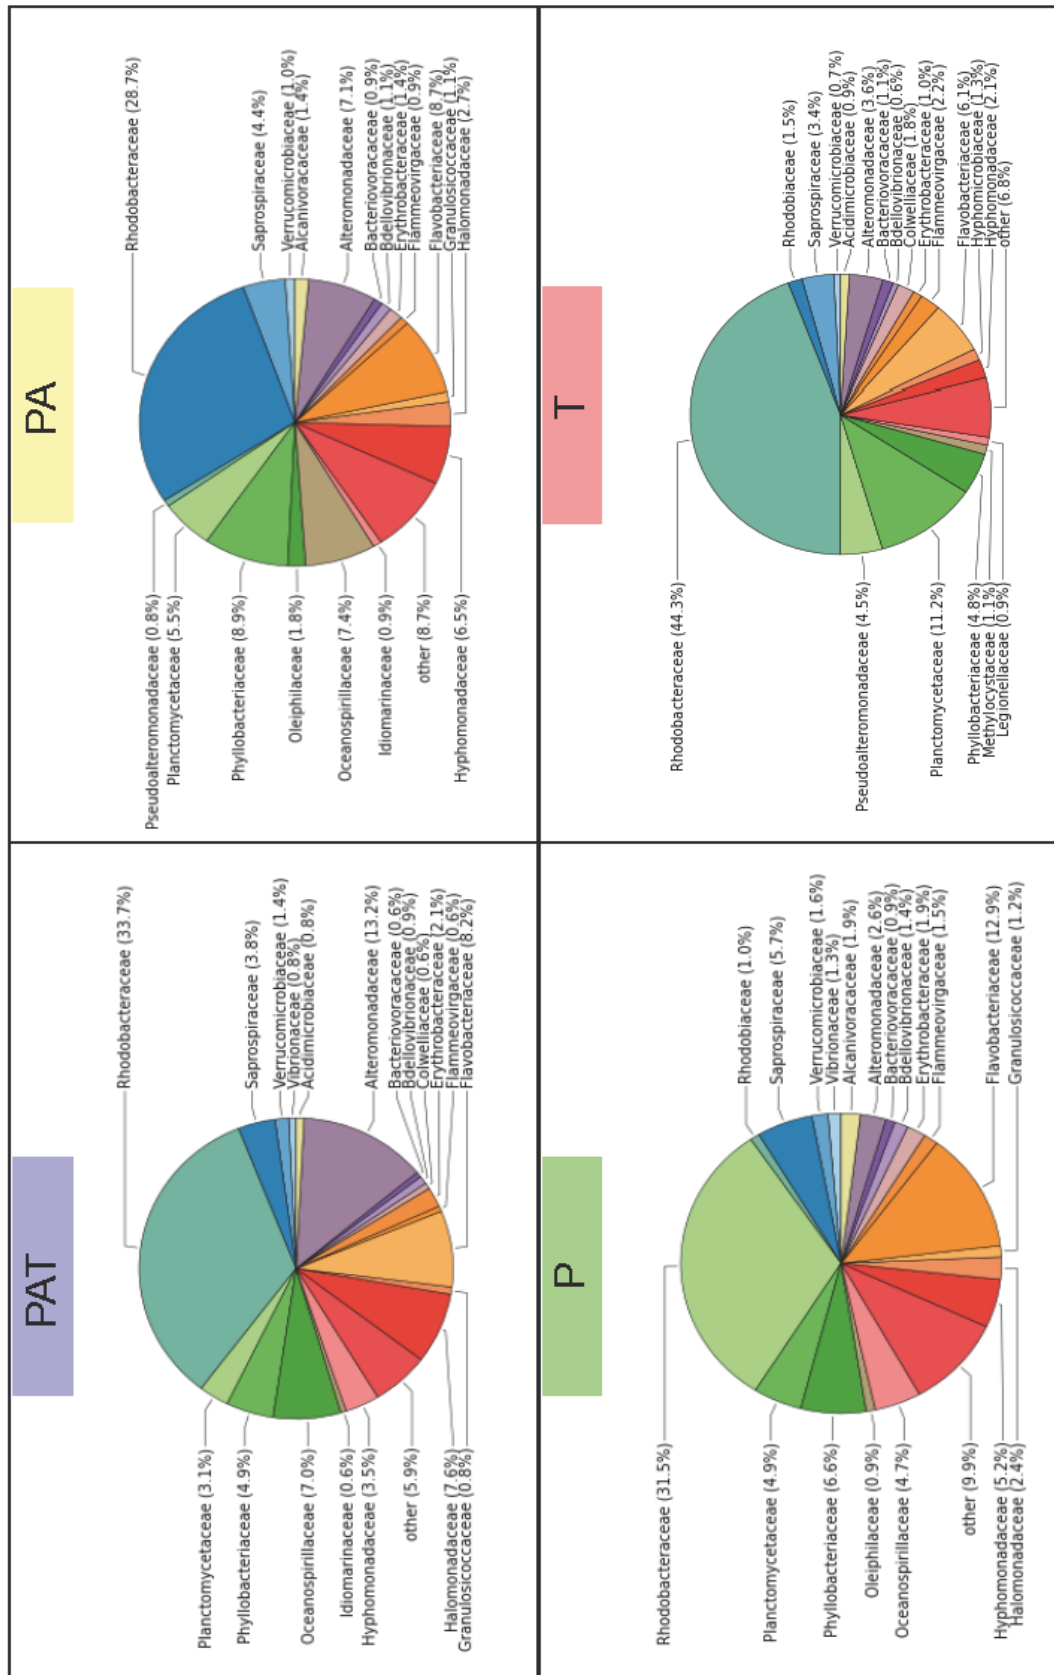 PA
Rhodobacteraceae (28.7%)
Saprospiraceae (4.4%)
Verrucomicrobiaceae (1.0%)
Alcanivoracaceae (1.4%)
Alteromonadaceae (7.1%)
Bacteriovoracaceae (0.9%)
Bdellovibrionaceae (1.1%)
Erythrobacteraceae (1.4%)
Flammeovirgaceae (0.9%)
Flavobacteriaceae (8.7%)
Granulosicoccaceae (1.1%)
Halomonadaceae (2.7%)
Pseudoalteromonadaceae (0.8%)
Planctomycetaceae (5.5%)
Phyllobacteriaceae (8.9%)
Oleiphilaceae (1.8%)
Oceanospirillaceae (7.4%)
Idiomarinaceae (0.9%)
other (8.7%)
Hyphomonadaceae (6.5%)
T
Rhodobiaceae (1.5%)
Saprospiraceae (3.4%)
Verrucomicrobiaceae (0.7%)
Acidimicrobiaceae (0.9%)
Alteromonadaceae (3.6%)
Bacteriovoracaceae (1.1%)
Bdellovibrionaceae (0.6%)
Colwelliaceae (1.8%)
Erythrobacteraceae (1.0%)
Flammeovirgaceae (2.2%)
Flavobacteriaceae (6.1%)
Hyphomicrobiaceae (1.3%)
Hyphomonadaceae (2.1%)
other (6.8%)
Rhodobacteraceae (44.3%)
Pseudoalteromonadaceae (4.5%)
Planctomycetaceae (11.2%)
Phyllobacteriaceae (4.8%)
Methylocystaceae (1.1%)
Legionellaceae (0.9%)
PAT
Rhodobacteraceae (33.7%)
Saprospiraceae (3.8%)
Verrucomicrobiaceae (1.4%)
Vibrionaceae (0.8%)
Acidimicrobiaceae (0.8%)
Alteromonadaceae (13.2%)
Bacteriovoracaceae (0.6%)
Bdellovibrionaceae (0.9%)
Colwelliaceae (0.6%)
Erythrobacteraceae (2.1%)
Flammeovirgaceae (0.6%)
Flavobacteriaceae (8.2%)
Planctomycetaceae (3.1%)
Phyllobacteriaceae (4.9%)
Oceanospirillaceae (7.0%)
Idiomarinaceae (0.6%)
Hyphomonadaceae (3.5%)
other (5.9%)
Halomonadaceae (7.6%)
Granulosicoccaceae (0.8%)
P
Rhodobiaceae (1.0%)
Saprospiraceae (5.7%)
Verrucomicrobiaceae (1.6%)
Vibrionaceae (1.3%)
Alcanivoracaceae (1.9%)
Alteromonadaceae (2.6%)
Bacteriovoracaceae (0.9%)
Bdellovibrionaceae (1.4%)
Erythrobacteraceae (1.9%)
Flammeovirgaceae (1.5%)
Flavobacteriaceae (12.9%)
Granulosicoccaceae (1.2%)
Rhodobacteraceae (31.5%)
Planctomycetaceae (4.9%)
Phyllobacteriaceae (6.6%)
Oleiphilaceae (0.9%)
Oceanospirillaceae (4.7%)
other (9.9%)
Hyphomonadaceae (5.2%)
Halomonadaceae (2.4%)